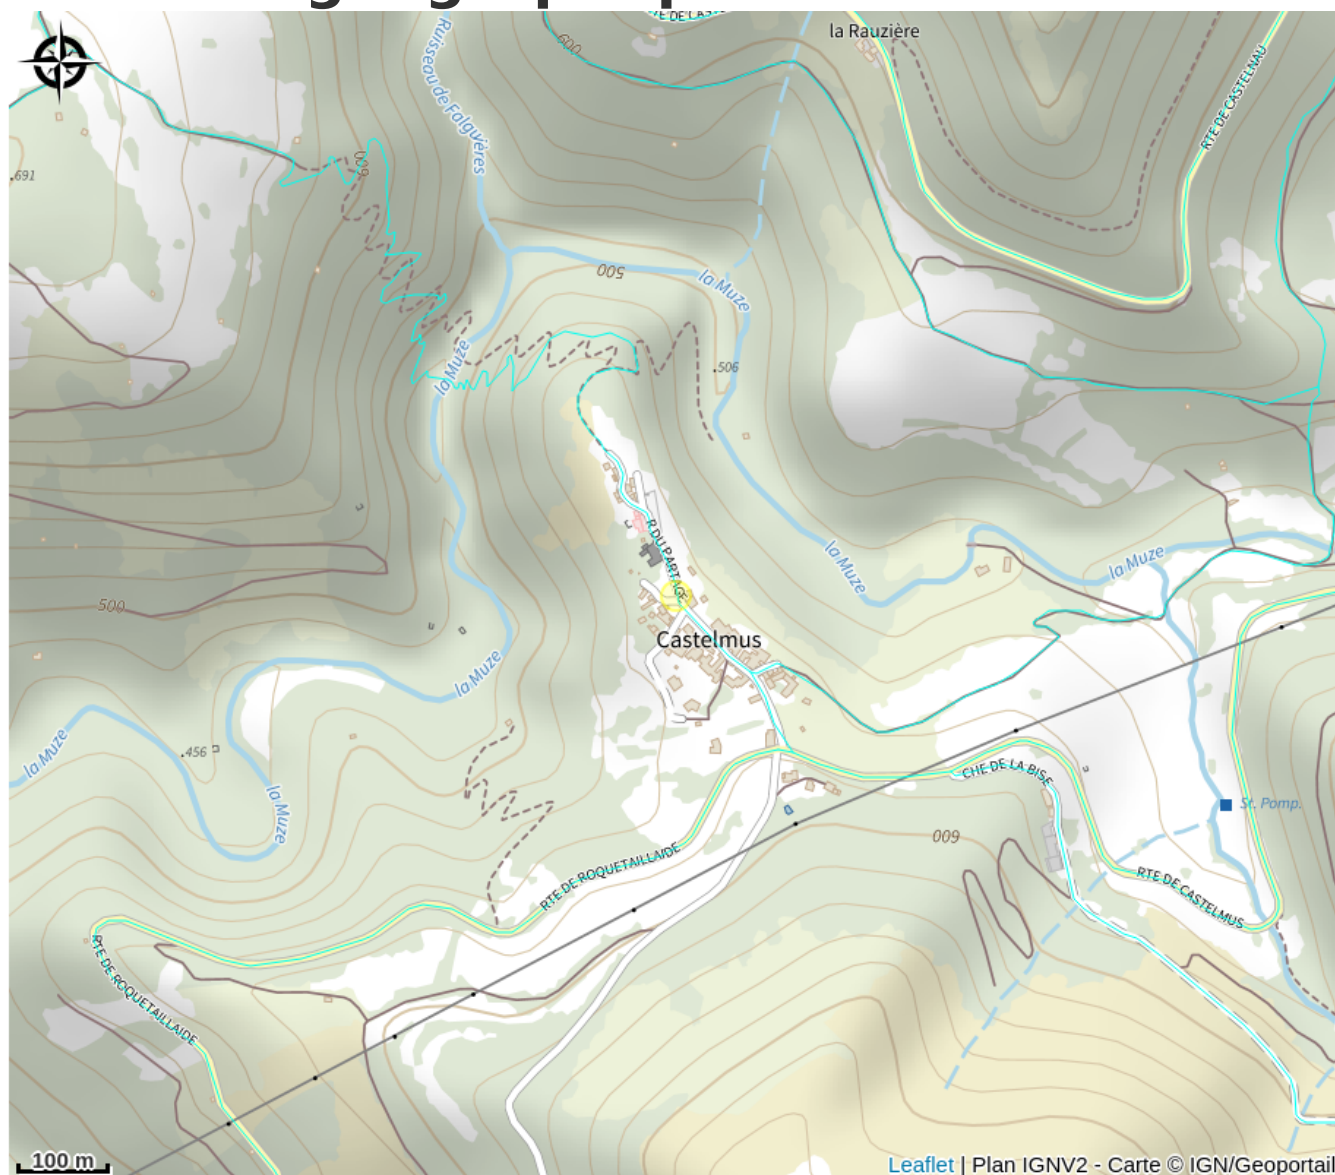 la Rauzière
600
Ruisseau de Falguières
RTE DE CASTELNAU
600
691
500
la Muze
la Muze
506
R DU PARTAGE
la Muze
la Muze
500
Castelmus
la Muze
la Muze
456
CHE DE LA BISE
la Muze
St. Pomp.
600
RTE DE ROQUETAILLAIDE
RTE DE CASTELMUS
RTE DE ROQUETAILLAIDE
100 m
Leaflet | Plan IGNV2 - Carte © IGN/Geoportail